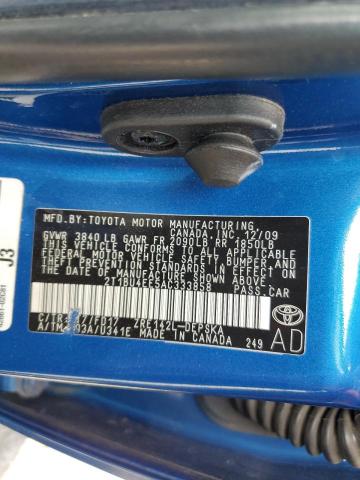 MFD.BY:TOYOTA MOTOR MANUFACTURING
CANADA INC. 12/09
GVWR 3840 LB GAWR FR 2090LB RR 1850LB
THIS VEHICLE CONFORMS TO ALL APPLICABLE
FEDERAL MOTOR VEHICLE SAFETY, BUMPER, AND
THEFT PREVENTION STANDARDS IN EFFECT ON THE
DATE OF MANUFACTURE SHOWN ABOVE.
2T1BU4EE5AC333858 PASS.CAR
ZRE142L-DEPSKA
MADE IN CANADA
249
AD
J3